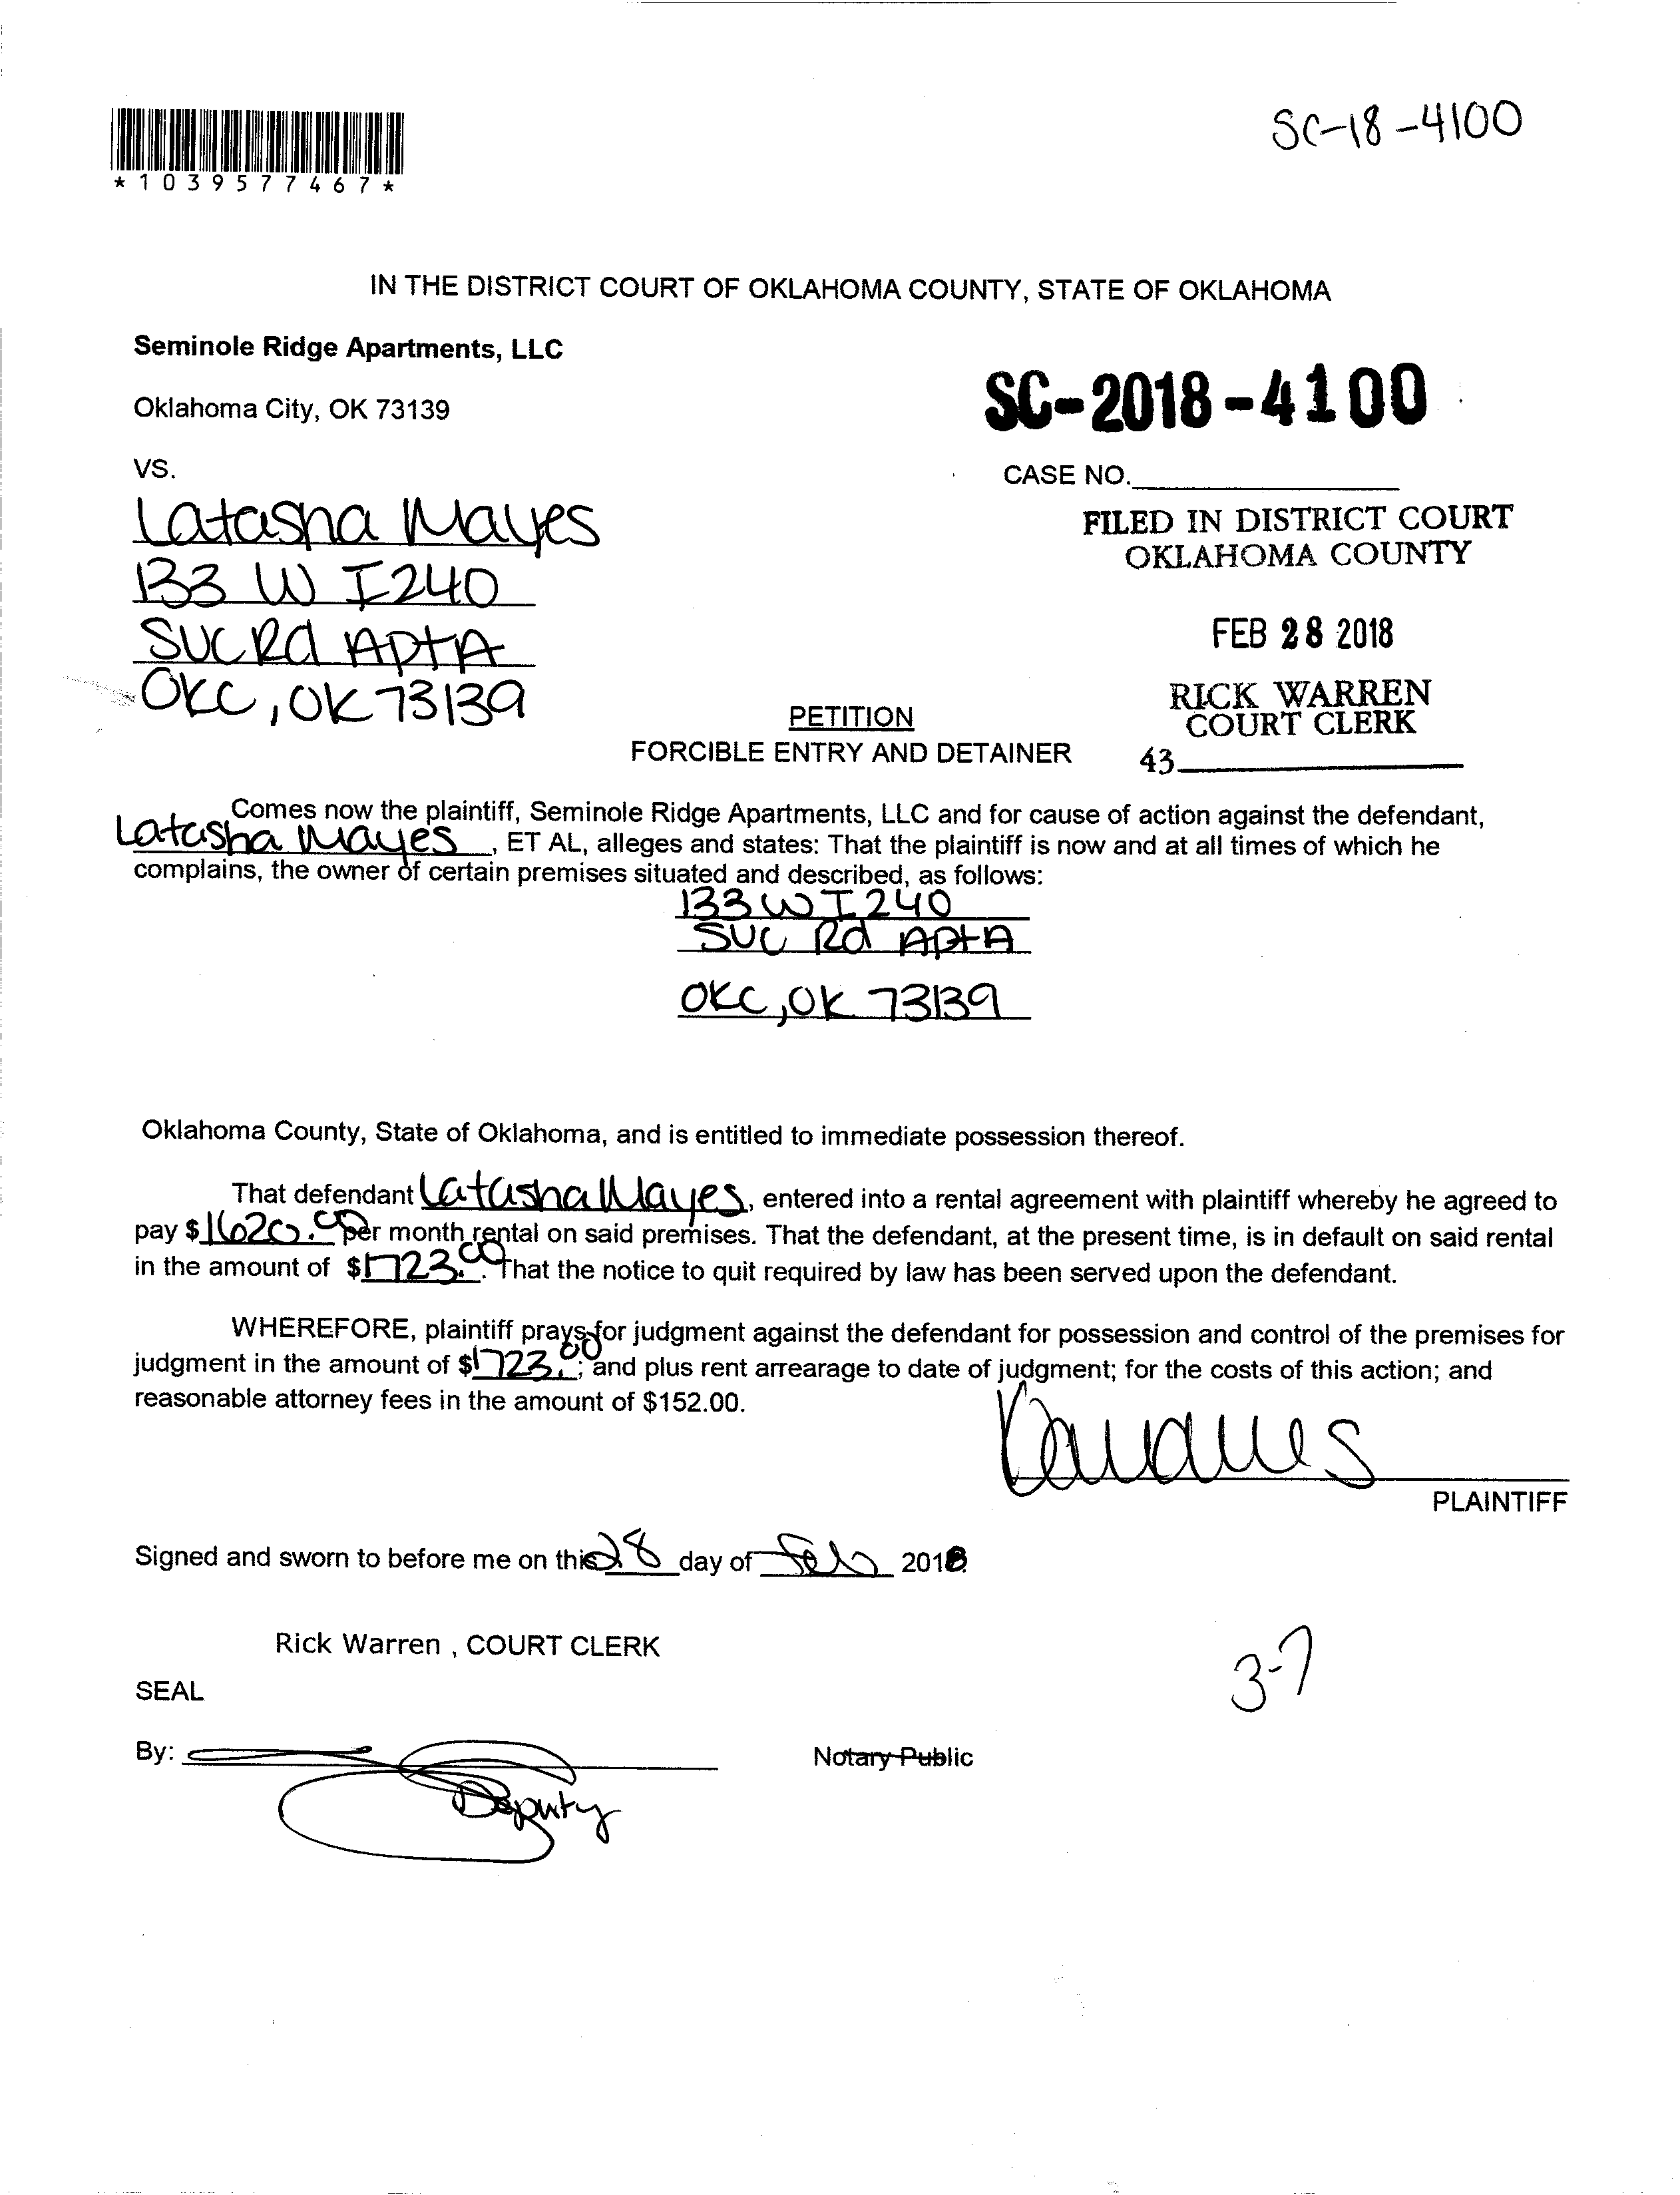 SC-18-4100
*1039577467*
IN THE DISTRICT COURT OF OKLAHOMA COUNTY, STATE OF OKLAHOMA
Seminole Ridge Apartments, LLC
Oklahoma City, OK 73139
SC-2018-4100
VS.
CASE NO.
Latasha Mayes
FILED IN DISTRICT COURT
OKLAHOMA COUNTY
133 W I240
FEB 28 2018
SVC Rd Apt A
OKC, OK 73139
RICK WARREN
COURT CLERK
PETITION
FORCIBLE ENTRY AND DETAINER
43
Comes now the plaintiff, Seminole Ridge Apartments, LLC and for cause of action against the defendant,
Latasha Mayes, ET AL, alleges and states: That the plaintiff is now and at all times of which he
complains, the owner of certain premises situated and described, as follows:
133 W I240
SVC Rd Apt A
OKC, OK 73139
Oklahoma County, State of Oklahoma, and is entitled to immediate possession thereof.
That defendant Latasha Mayes, entered into a rental agreement with plaintiff whereby he agreed to
pay $1620.00 per month rental on said premises. That the defendant, at the present time, is in default on said rental
in the amount of $1723.00. That the notice to quit required by law has been served upon the defendant.
WHEREFORE, plaintiff prays for judgment against the defendant for possession and control of the premises for
judgment in the amount of $1723.00; and plus rent arrearage to date of judgment; for the costs of this action; and
reasonable attorney fees in the amount of $152.00.
PLAINTIFF
Signed and sworn to before me on this 28 day of Feb 2018
Rick Warren , COURT CLERK
3-7
SEAL
By:
Notary Public
Deputy